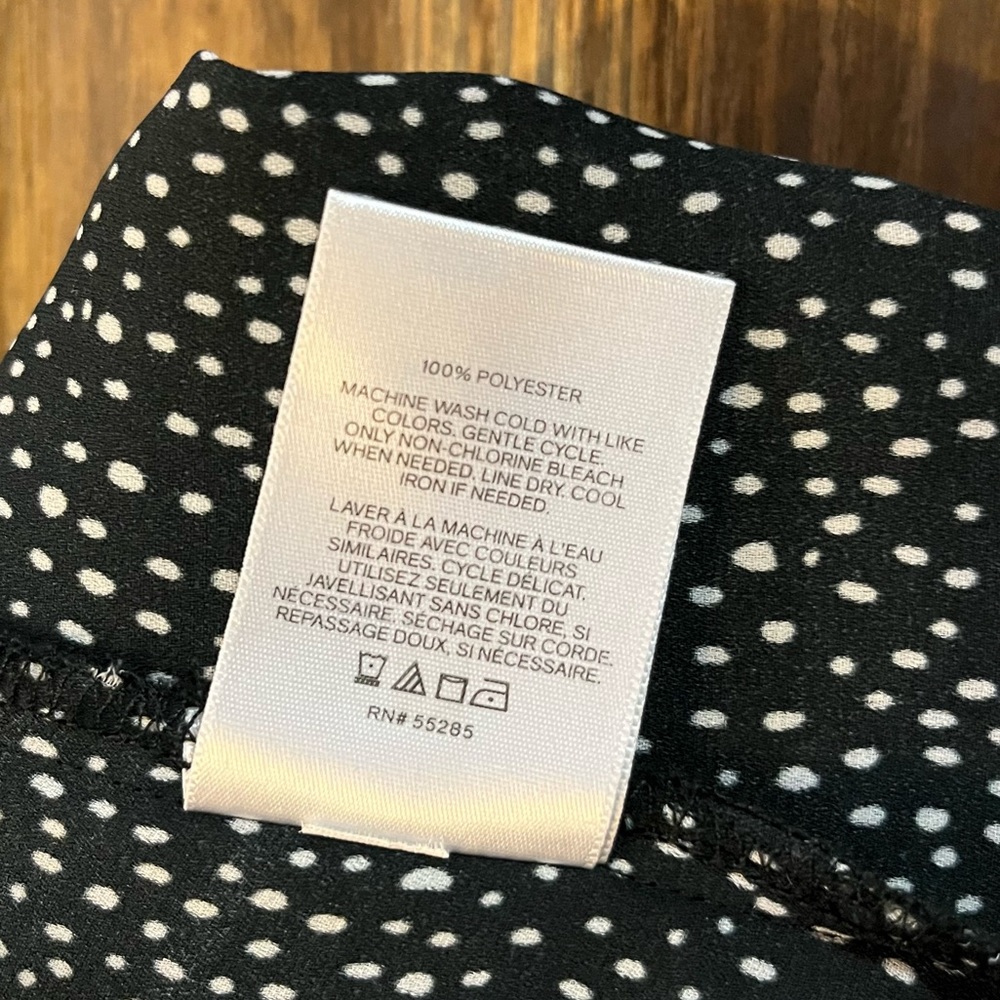 100% POLYESTER
MACHINE WASH COLD WITH LIKE
COLORS. GENTLE CYCLE.
ONLY NON-CHLORINE BLEACH
WHEN NEEDED. LINE DRY. COOL
IRON IF NEEDED.
LAVER À LA MACHINE À L'EAU
FROIDE AVEC COULEURS
SIMILAIRES. CYCLE DÉLICAT.
UTILISEZ SEULEMENT DU
JAVELLISANT SANS CHLORE, SI
NÉCESSAIRE. SÉCHAGE SUR CORDE.
REPASSAGE DOUX, SI NÉCESSAIRE.
RN# 55285